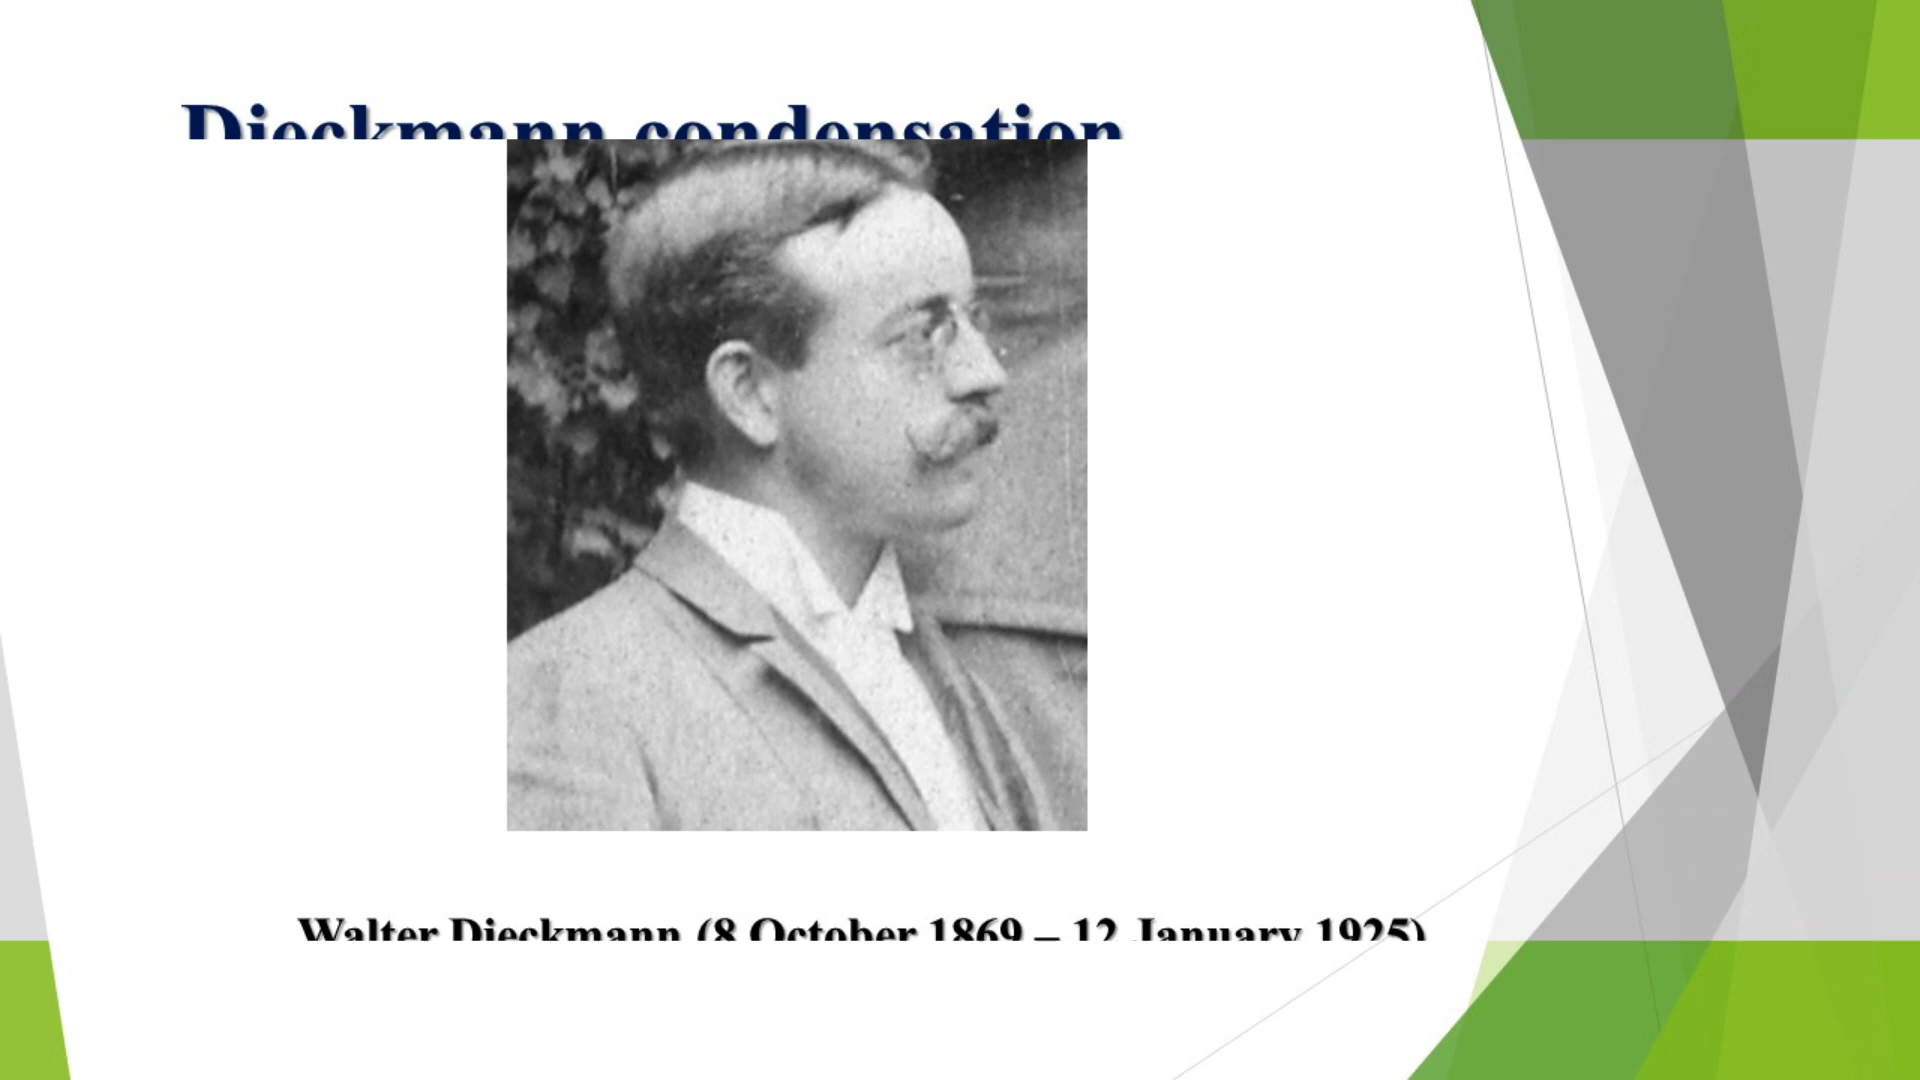 Dieckmann condensation
Walter Dieckmann (8 October 1869 – 12 January 1925)